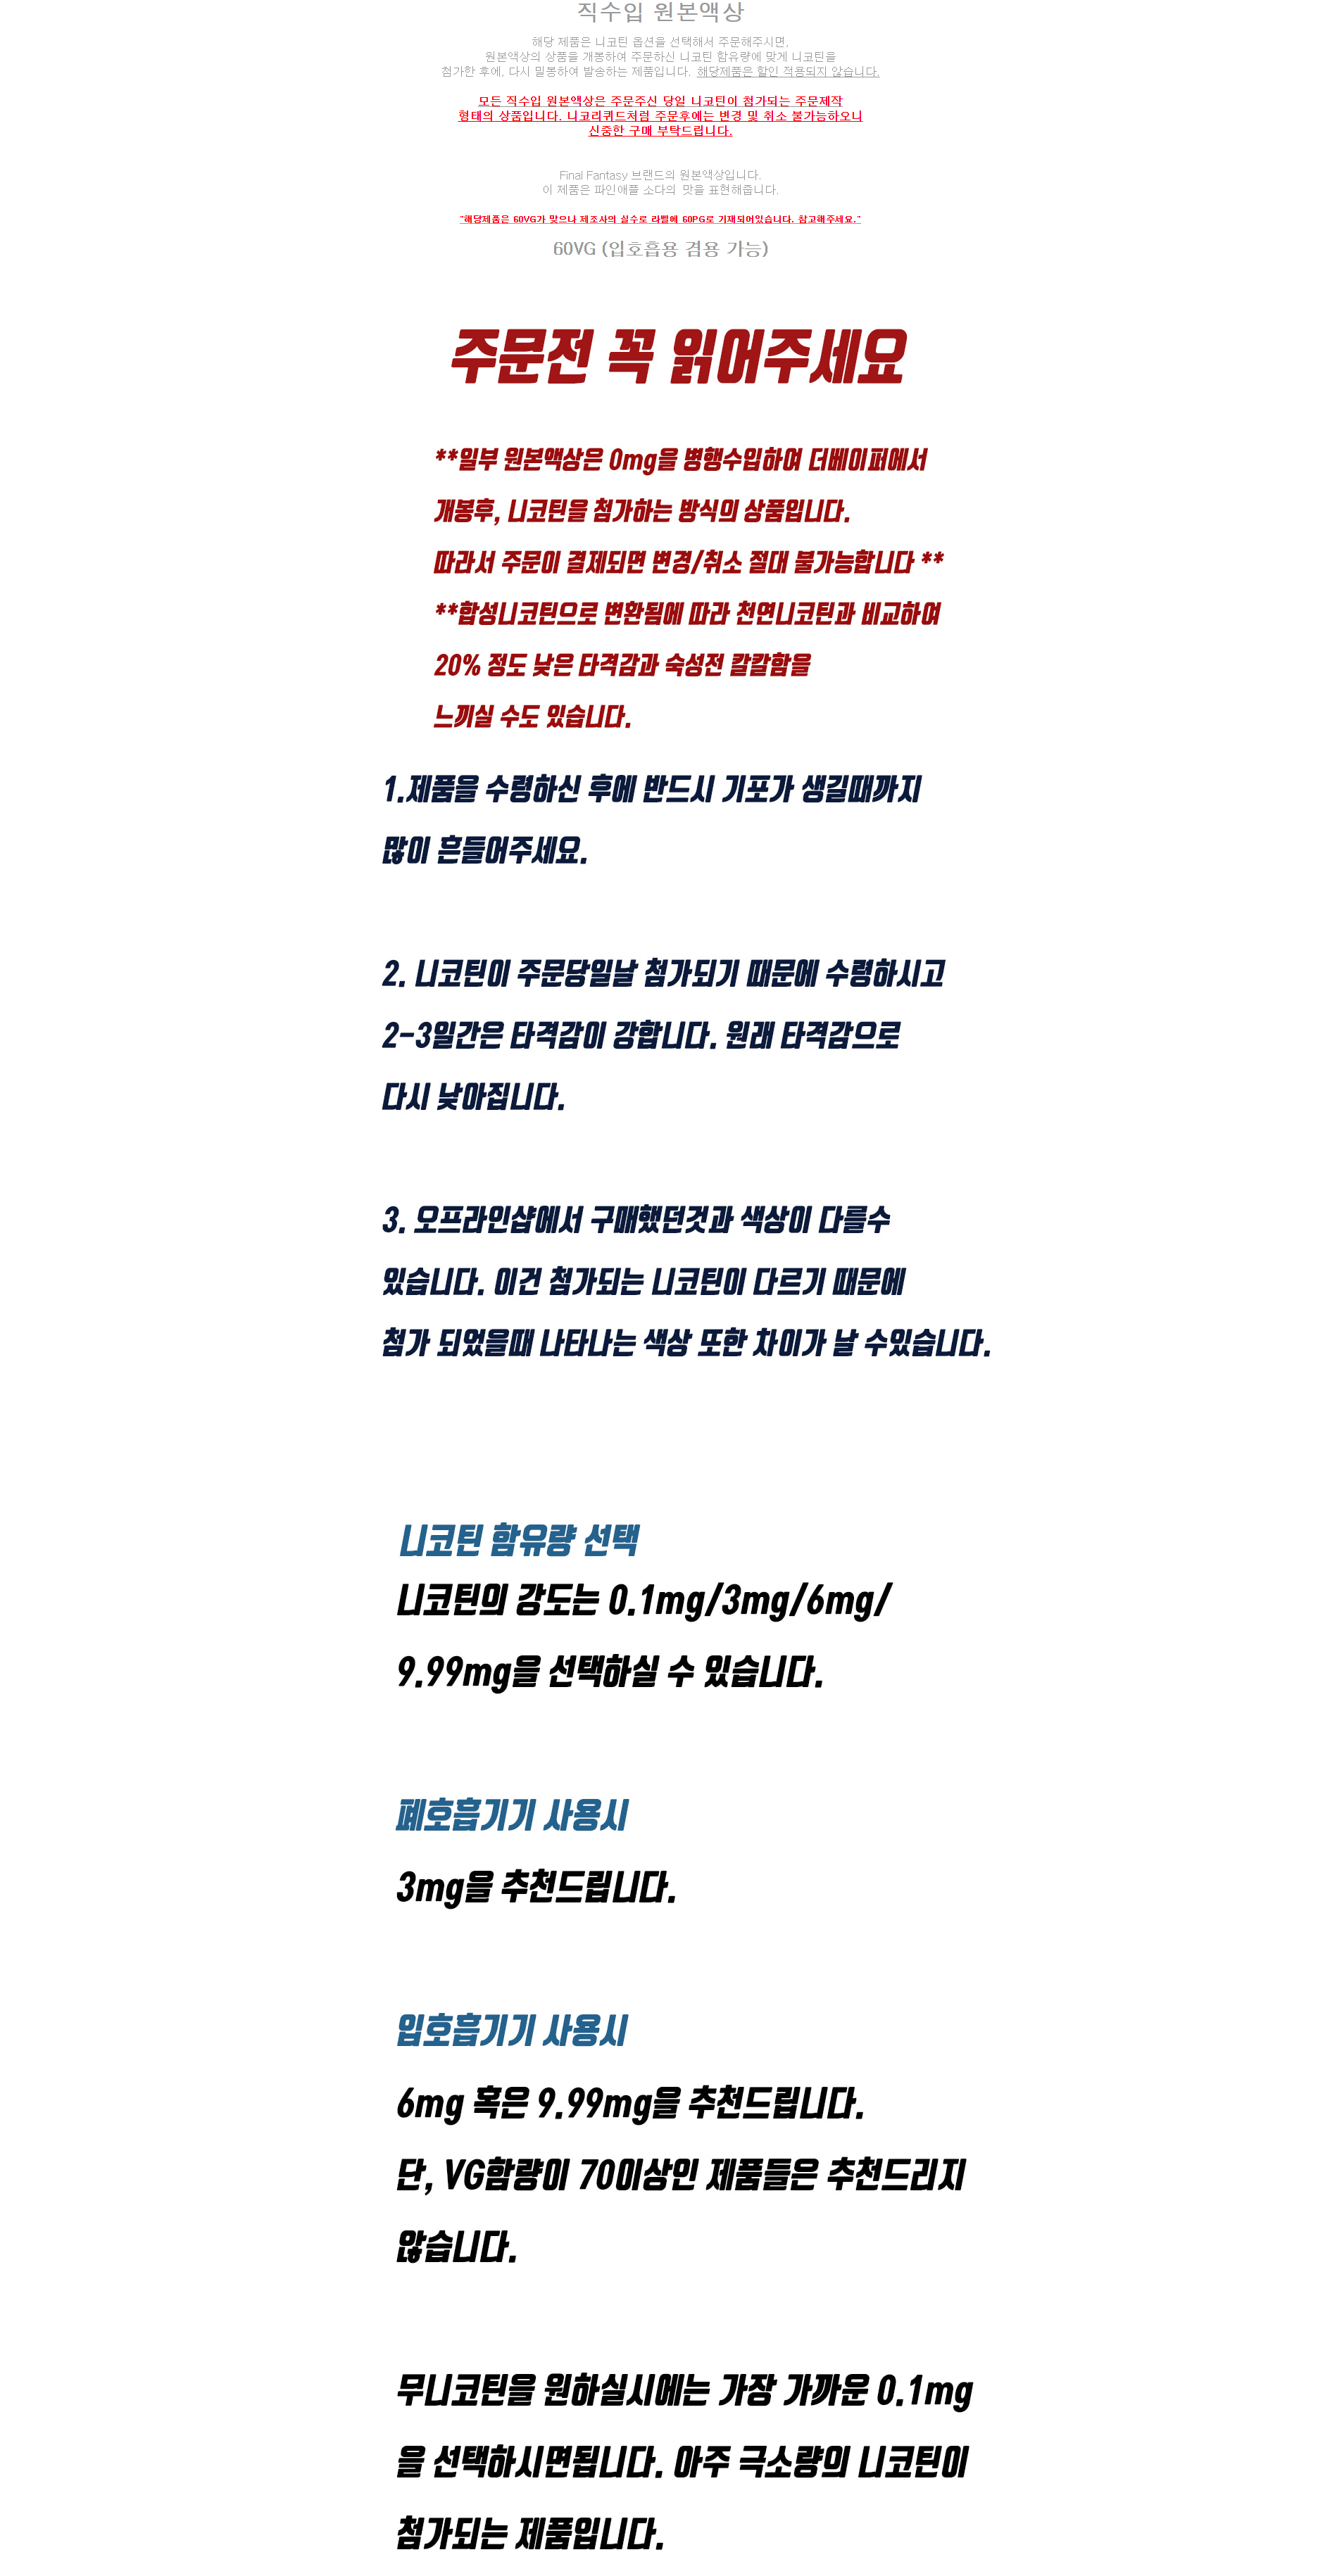 직수입 원본액상
해당 제품은 니코틴 옵션을 선택해서 주문해주시면,
원본액상의 상품을 개봉하여 주문하신 니코틴 함유량에 맞게 니코틴을
첨가한 후에, 다시 밀봉하여 발송하는 제품입니다. 해당제품은 할인 적용되지 않습니다.
모든 직수입 원본액상은 주문주신 당일 니코틴이 첨가되는 주문제작
형태의 상품입니다. 니코리퀴드처럼 주문후에는 변경 및 취소 불가능하오니
신중한 구매 부탁드립니다.
Final Fantasy 브랜드의 원본액상입니다.
이 제품은 파인애플 소다의 맛을 표현해줍니다.
"해당제품은 60VG가 맞으나 제조사의 실수로 라벨에 60PG로 기재되어있습니다. 참고해주세요."
60VG (입호흡용 겸용 가능)
주문전 꼭 읽어주세요
**일부 원본액상은 0mg을 병행수입하여 더베이퍼에서
개봉후, 니코틴을 첨가하는 방식의 상품입니다.
따라서 주문이 결제되면 변경/취소 절대 불가능합니다 **
**합성니코틴으로 변환됨에 따라 천연니코틴과 비교하여
20% 정도 낮은 타격감과 숙성전 칼칼함을
느끼실 수도 있습니다.
1.제품을 수령하신 후에 반드시 기포가 생길때까지
많이 흔들어주세요.
2. 니코틴이 주문당일날 첨가되기 때문에 수령하시고
2-3일간은 타격감이 강합니다. 원래 타격감으로
다시 낮아집니다.
3. 오프라인샵에서 구매했던것과 색상이 다를수
있습니다. 이건 첨가되는 니코틴이 다르기 때문에
첨가 되었을때 나타나는 색상 또한 차이가 날 수있습니다.
니코틴 함유량 선택
니코틴의 강도는 0.1mg/3mg/6mg/
9.99mg을 선택하실 수 있습니다.
폐호흡기기 사용시
3mg을 추천드립니다.
입호흡기기 사용시
6mg 혹은 9.99mg을 추천드립니다.
단, VG함량이 70이상인 제품들은 추천드리지
않습니다.
무니코틴을 원하실시에는 가장 가까운 0.1mg
을 선택하시면됩니다. 아주 극소량의 니코틴이
첨가되는 제품입니다.